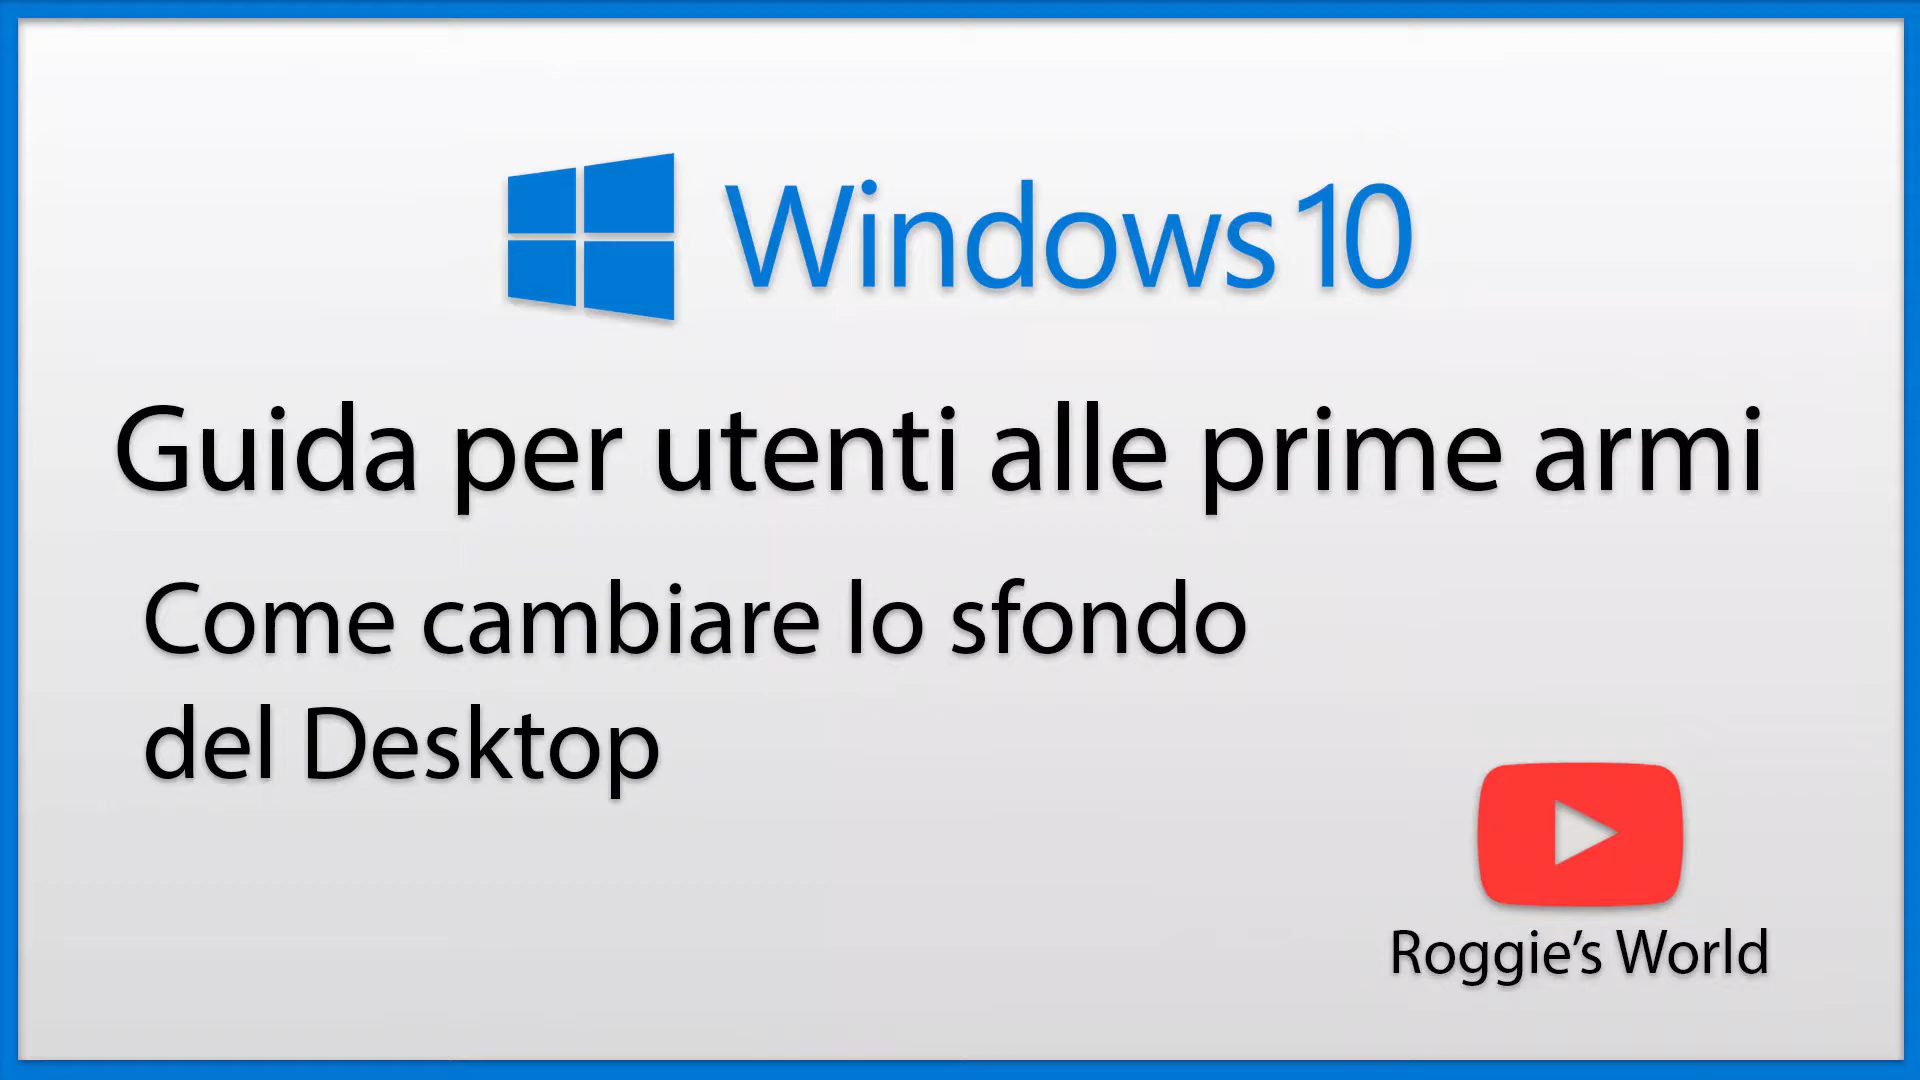 Windows 10
Guida per utenti alle prime armi
Come cambiare lo sfondo
del Desktop
Roggie’s World